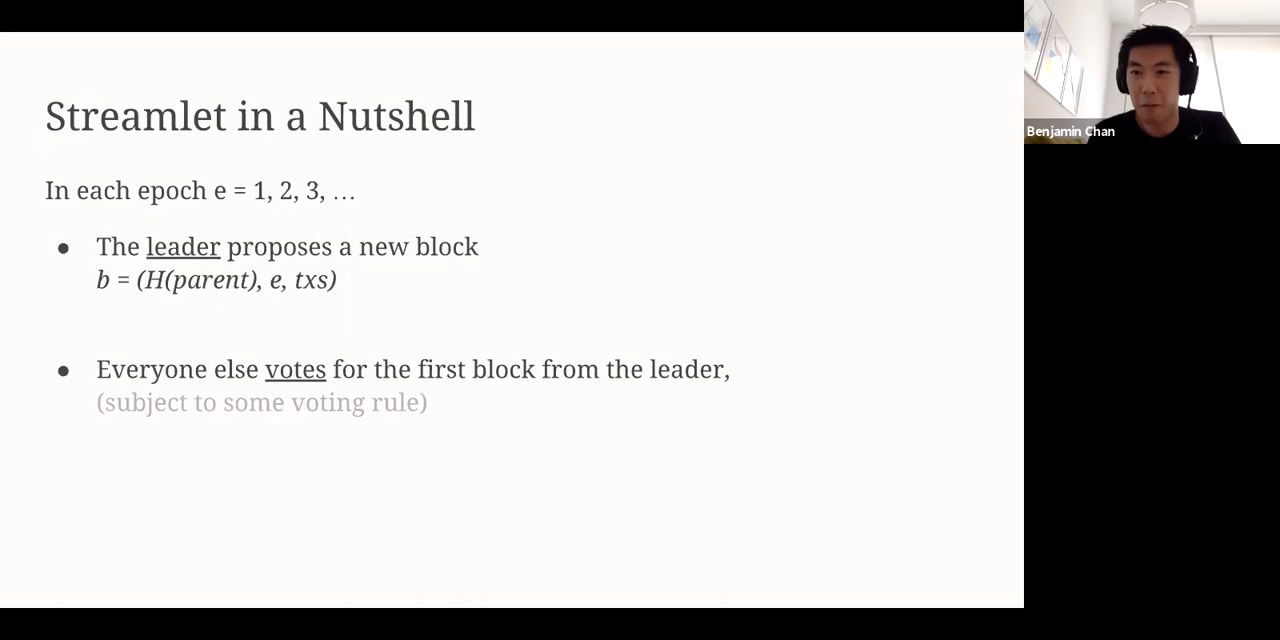 Streamlet in a Nutshell
In each epoch e = 1, 2, 3, …
● The leader proposes a new block
b = (H(parent), e, txs)
● Everyone else votes for the first block from the leader,
(subject to some voting rule)
Benjamin Chan